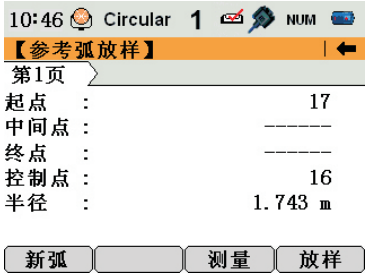 10:46 Circular 1 NUM
【参考弧放样】
第1页
起点 : 17
中间点 : ------
终点 : ------
控制点 : 16
半径 : 1.743 m
新弧 测量 放样